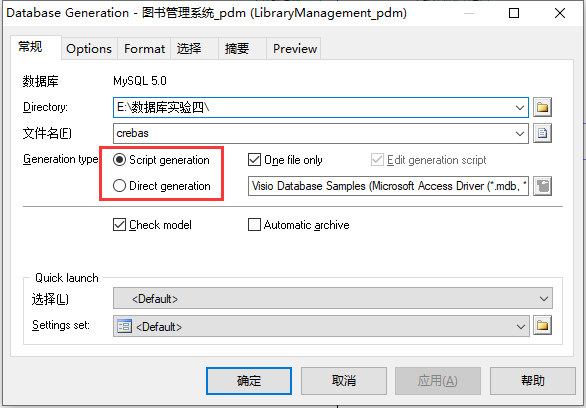 Database Generation - 图书管理系统_pdm (LibraryManagement_pdm)
常规 Options Format 选择 摘要 Preview
数据库 MySQL 5.0
Directory: E:\数据库实验四\
文件名(F) crebas
Generation type: Script generation One file only Edit generation script
Direct generation Visio Database Samples (Microsoft Access Driver (*.mdb, *
Check model Automatic archive
Quick launch
选择(L) <Default>
Settings set: <Default>
确定 取消 应用(A) 帮助